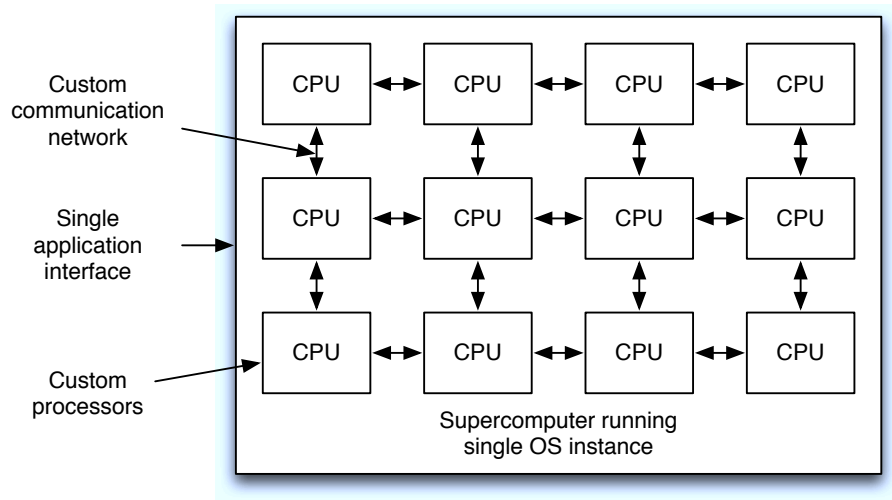 Custom
communication
network
Single
application
interface
Custom
processors
CPU CPU CPU CPU
CPU CPU CPU CPU
CPU CPU CPU CPU
Supercomputer running
single OS instance